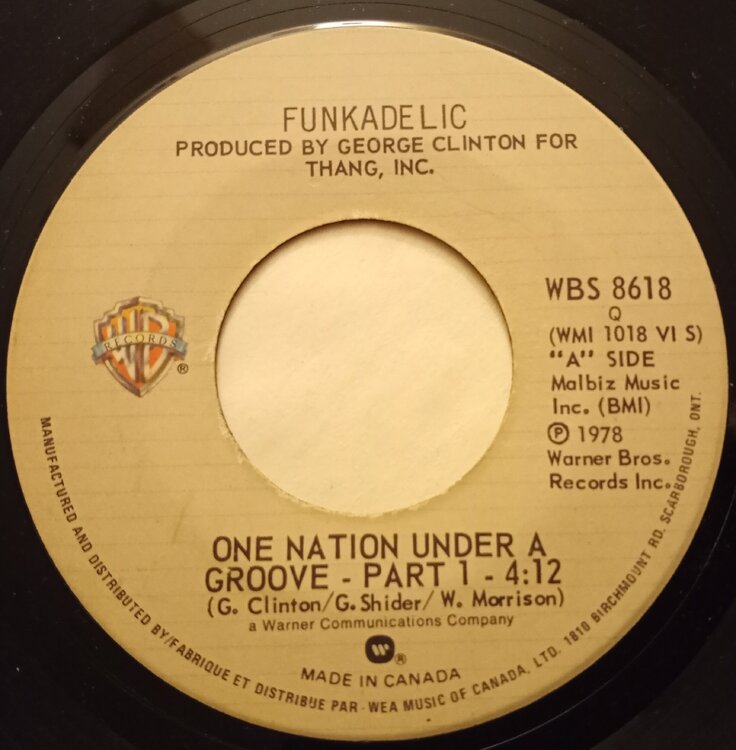 FUNKADELIC
PRODUCED BY GEORGE CLINTON FOR
THANG, INC.
WB
RECORDS
®
WBS 8618
Q
(WMI 1018 VI S)
"A" SIDE
Malbiz Music
Inc. (BMI)
℗ 1978
Warner Bros.
Records Inc.
ONE NATION UNDER A
GROOVE - PART 1 - 4:12
(G. Clinton/G. Shider/W. Morrison)
a Warner Communications Company
®
MADE IN CANADA
MANUFACTURED AND DISTRIBUTED BY/FABRIQUE ET DISTRIBUE PAR - WEA MUSIC OF CANADA, LTD. 1810 BIRCHMOUNT RD. SCARBOROUGH, ONT.